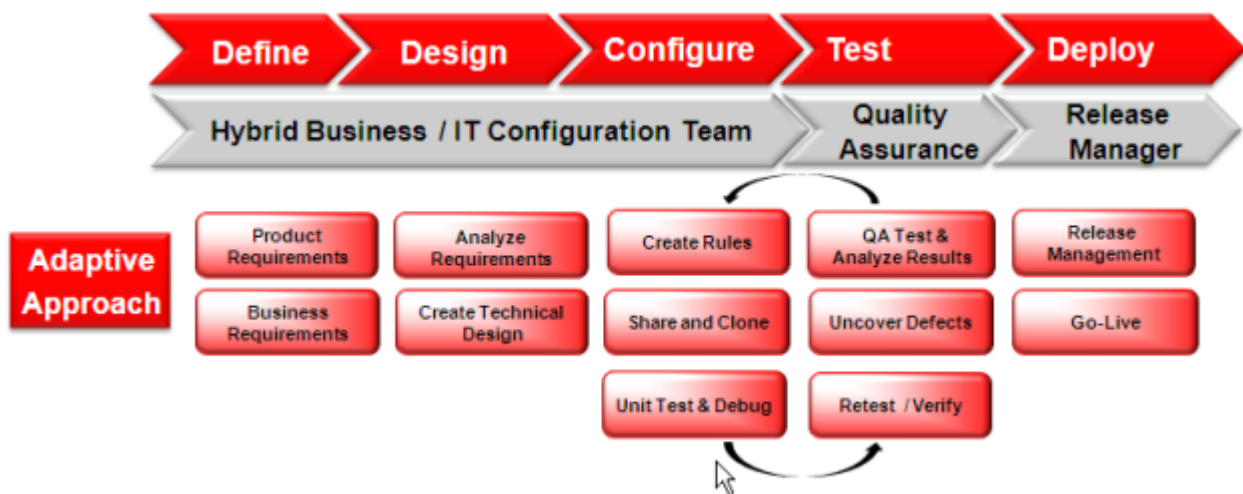 Define
Design
Configure
Test
Deploy
Hybrid Business / IT Configuration Team
Quality
Assurance
Release
Manager
Adaptive
Approach
Product
Requirements
Analyze
Requirements
Create Rules
QA Test &
Analyze Results
Release
Management
Business
Requirements
Create Technical
Design
Share and Clone
Uncover Defects
Go-Live
Unit Test & Debug
Retest / Verify